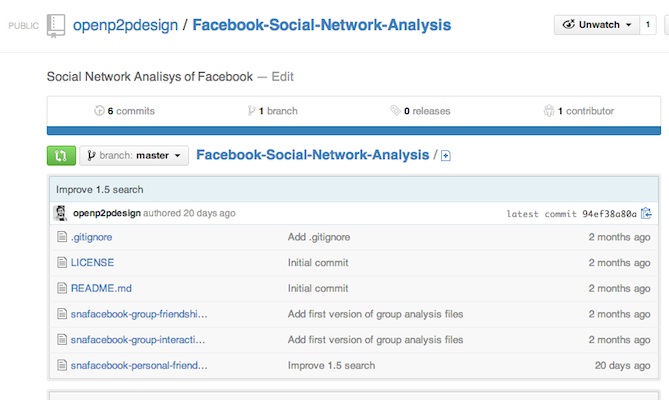 PUBLIC openp2pdesign / Facebook-Social-Network-Analysis Unwatch 1
Social Network Analisys of Facebook — Edit
6 commits 1 branch 0 releases 1 contributor
branch: master Facebook-Social-Network-Analysis /
Improve 1.5 search
openp2pdesign authored 20 days ago latest commit 94ef38a80a
.gitignore Add .gitignore 2 months ago
LICENSE Initial commit 2 months ago
README.md Initial commit 2 months ago
snafacebook-group-friendshi... Add first version of group analysis files 2 months ago
snafacebook-group-interacti... Add first version of group analysis files 2 months ago
snafacebook-personal-friend... Improve 1.5 search 20 days ago